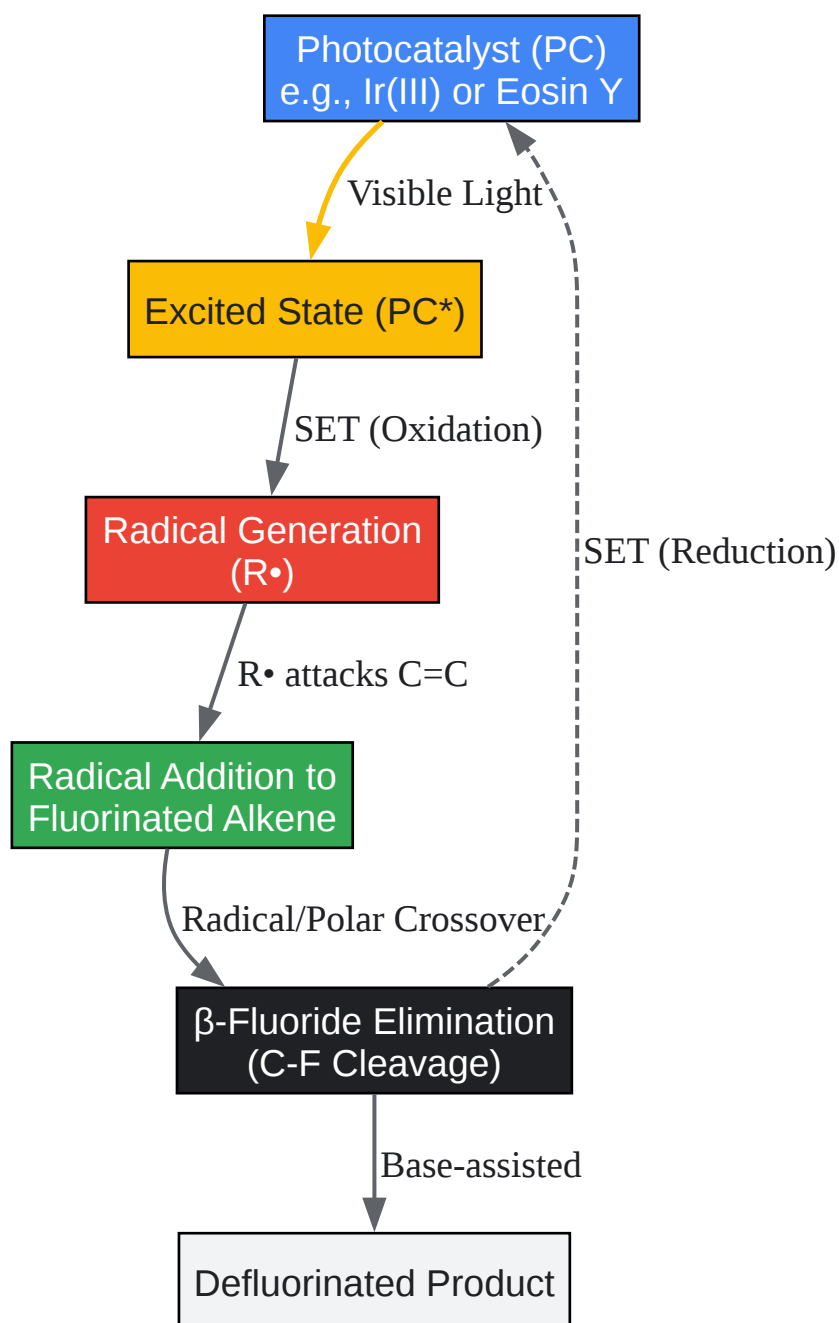 Photocatalyst (PC)
e.g., Ir(III) or Eosin Y
Visible Light
Excited State (PC*)
SET (Oxidation)
Radical Generation
(R•)
SET (Reduction)
R• attacks C=C
Radical Addition to
Fluorinated Alkene
Radical/Polar Crossover
β-Fluoride Elimination
(C-F Cleavage)
Base-assisted
Defluorinated Product